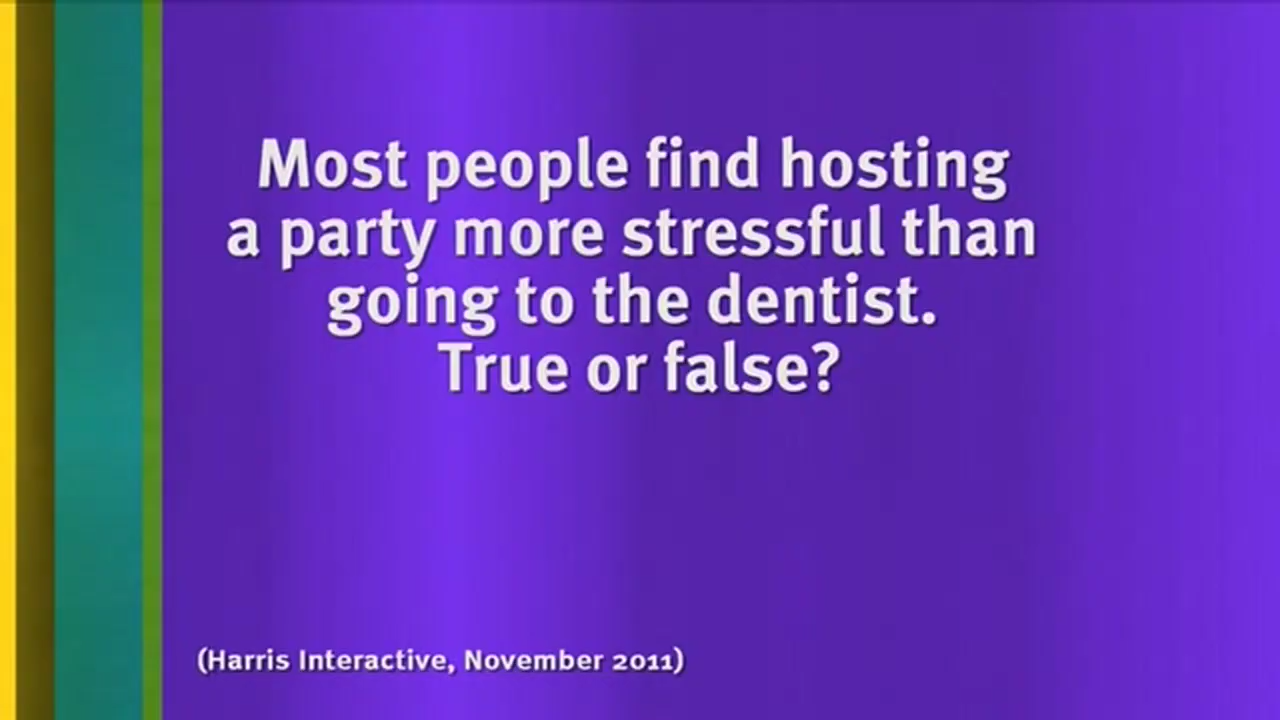 Most people find hosting
a party more stressful than
going to the dentist.
True or false?
(Harris Interactive, November 2011)